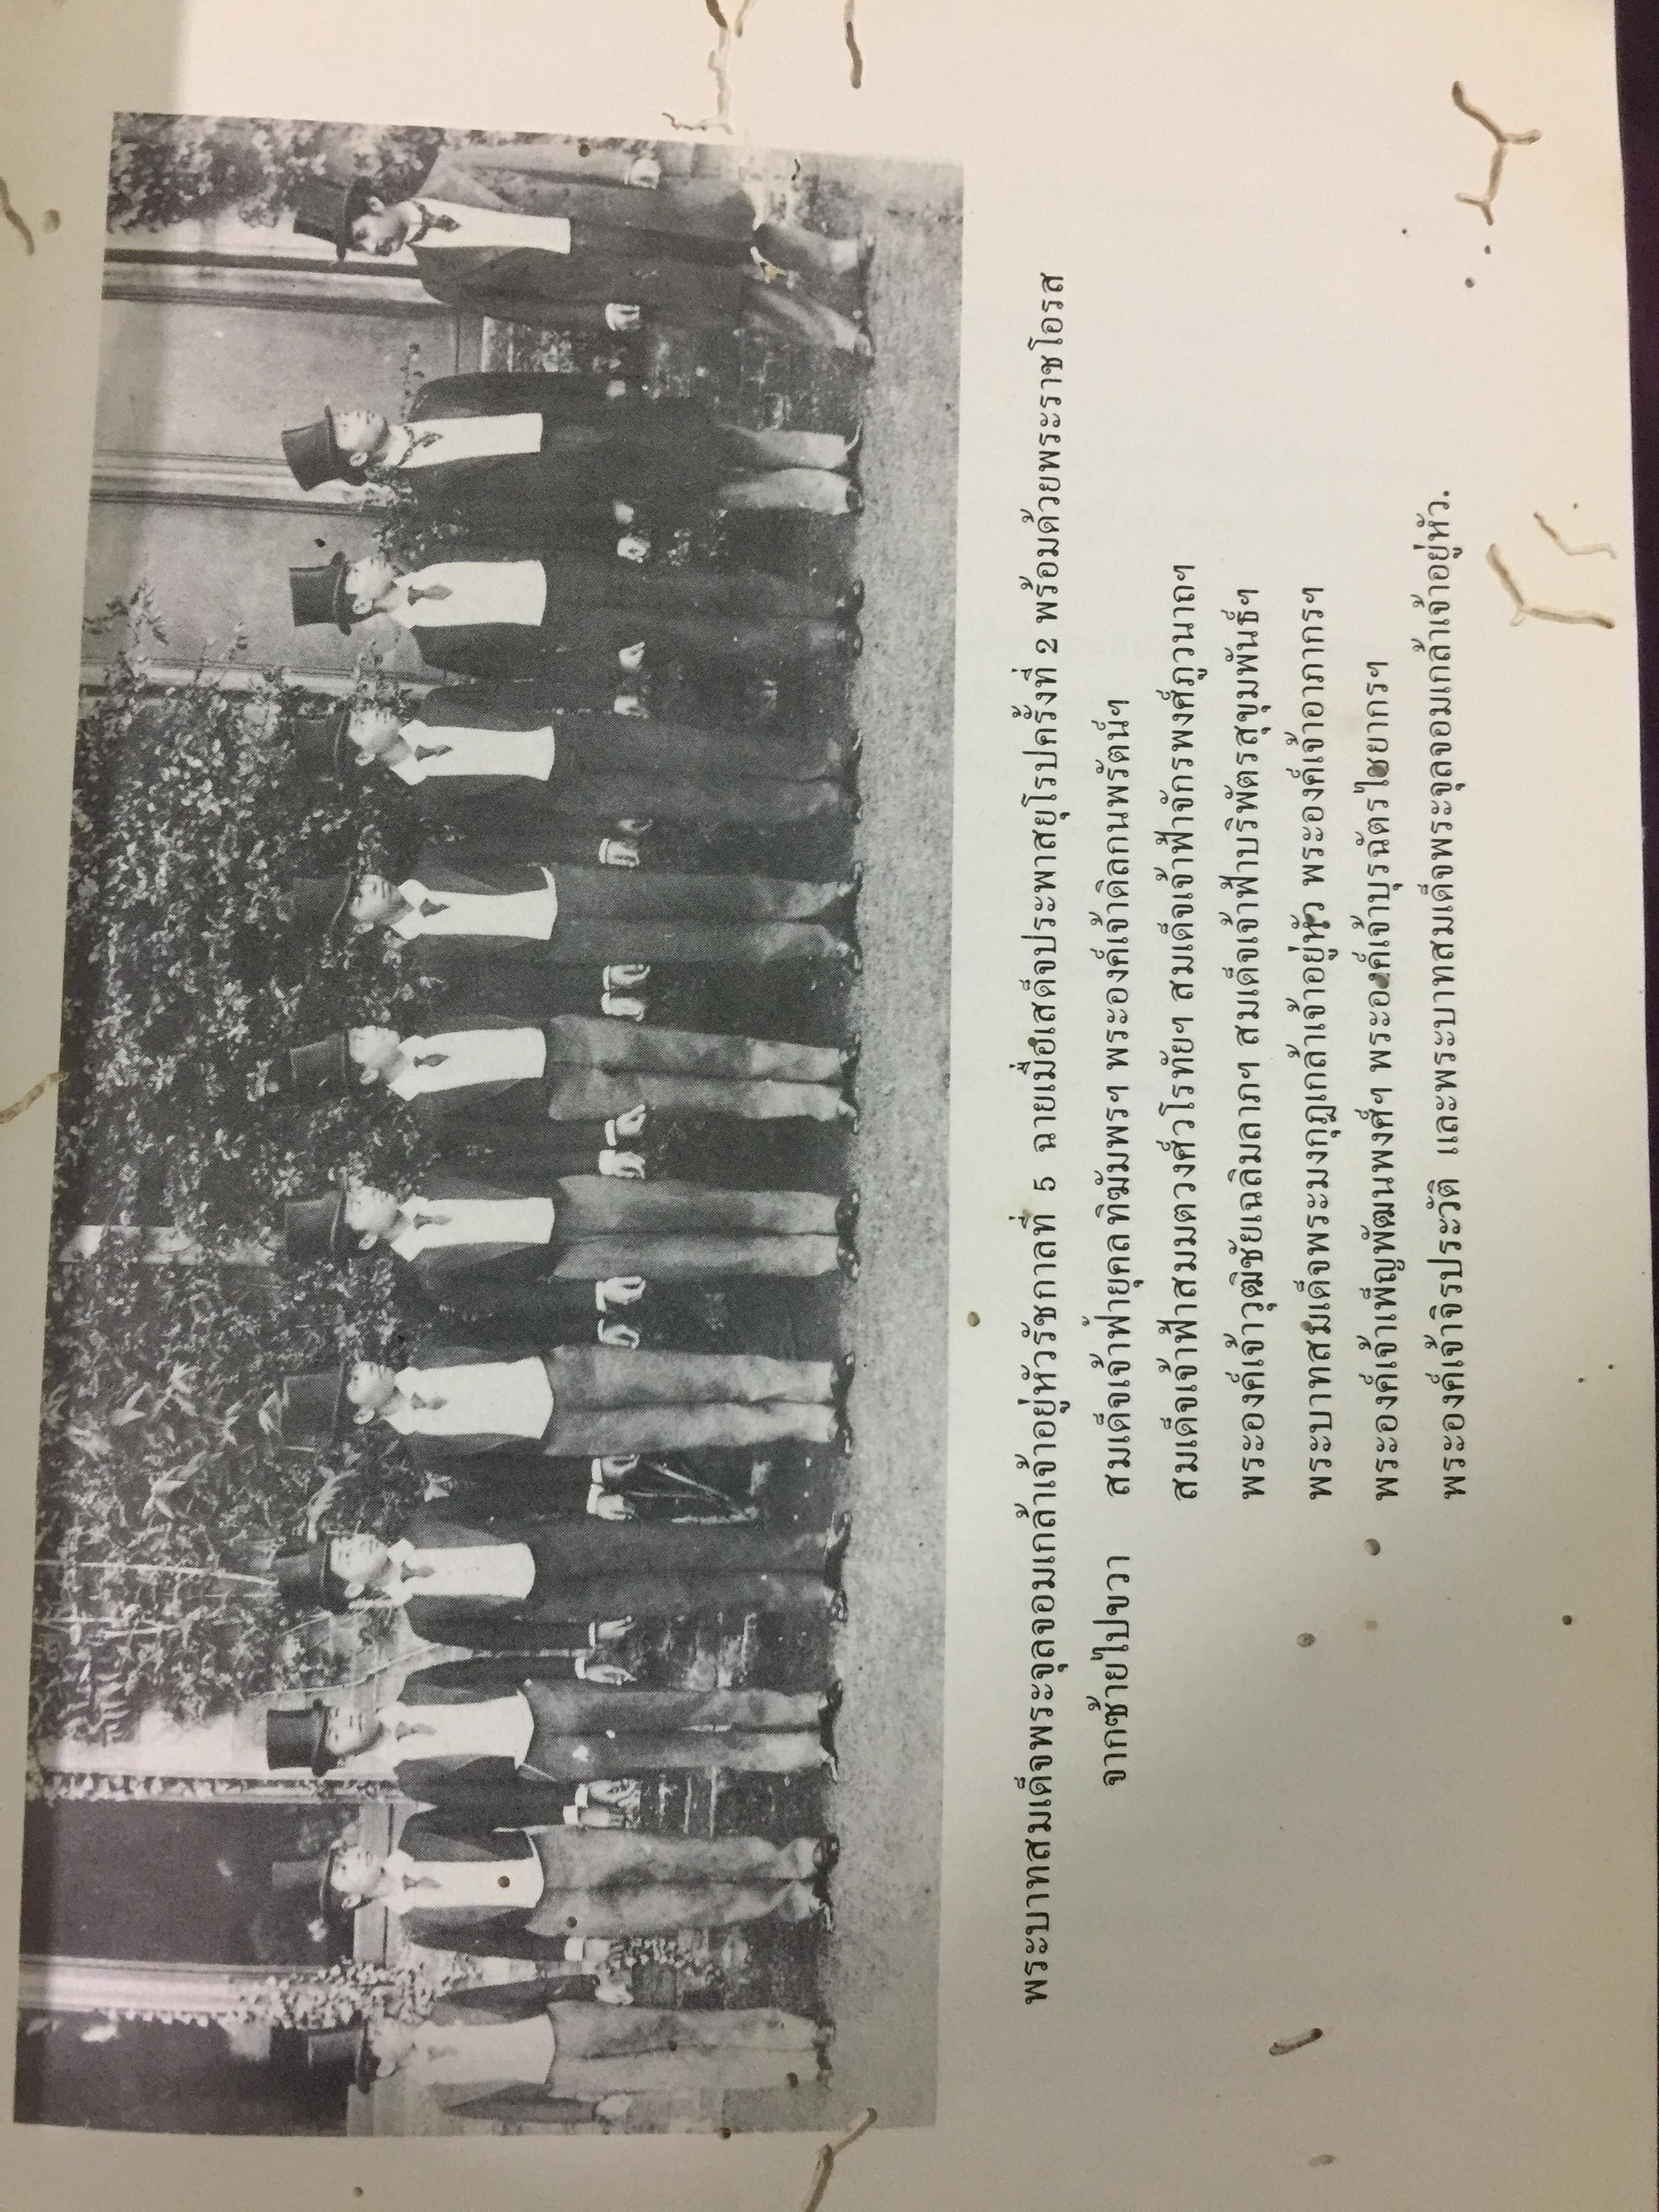 พระบาทสมเด็จพระจุลจอมเกล้าเจ้าอยู่หัวรัชกาลที่ 5 ฉายเมื่อเสด็จประพาสยุโรปครั้งที่ 2 พร้อมด้วยพระราชโอรส
จากซ้ายไปขวา สมเด็จเจ้าฟ้ายุคลทิฆัมพรฯ พระองค์เจ้าดิลกนพรัตน์ฯ
สมเด็จเจ้าฟ้าสมมตวงศ์วโรทัยฯ สมเด็จเจ้าฟ้าจักรพงศ์ภูวนาถฯ
พระองค์เจ้าวุฒิชัยเฉลิมลาภฯ สมเด็จเจ้าฟ้าบริพัตรสุขุมพันธ์ฯ
พระบาทสมเด็จพระมงกุฎเกล้าเจ้าอยู่หัว พระองค์เจ้าอาภากรฯ
พระองค์เจ้าเพ็ญพัฒนพงศ์ฯ พระองค์เจ้าบุรฉัตรไชยากรฯ
พระองค์เจ้าจิรประวัติ และพระบาทสมเด็จพระจุลจอมเกล้าเจ้าอยู่หัว.